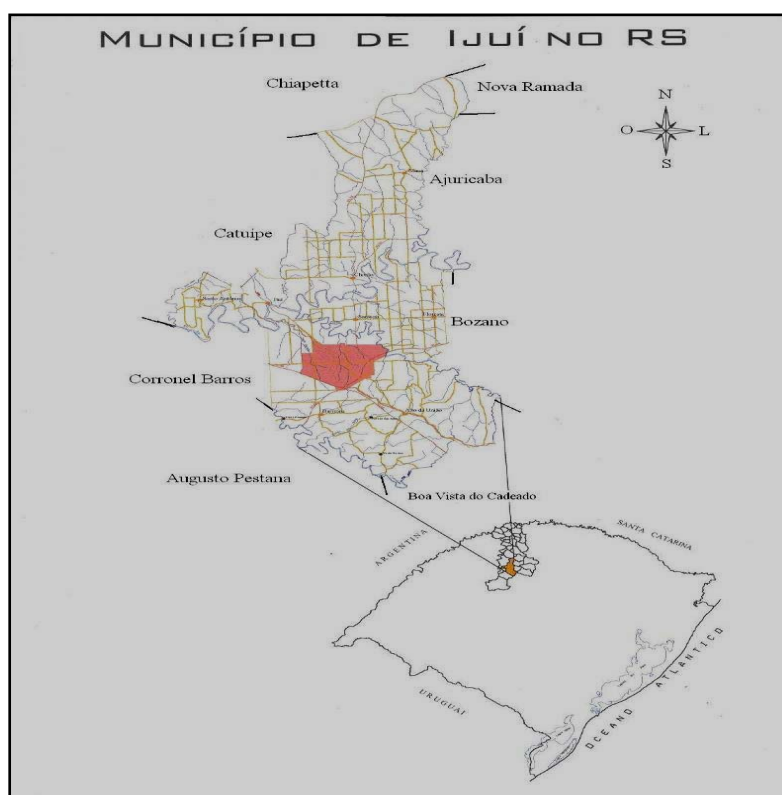 MUNICÍPIO DE IJUÍ NO RS
Chiapetta
Nova Ramada
N
O
L
S
Ajuricaba
Catuipe
Chorão
Bozano
Corronel Barros
Augusto Pestana
Boa Vista do Cadeado
ARGENTINA
SANTA CATARINA
URUGUAI
OCEANO ATLANTICO